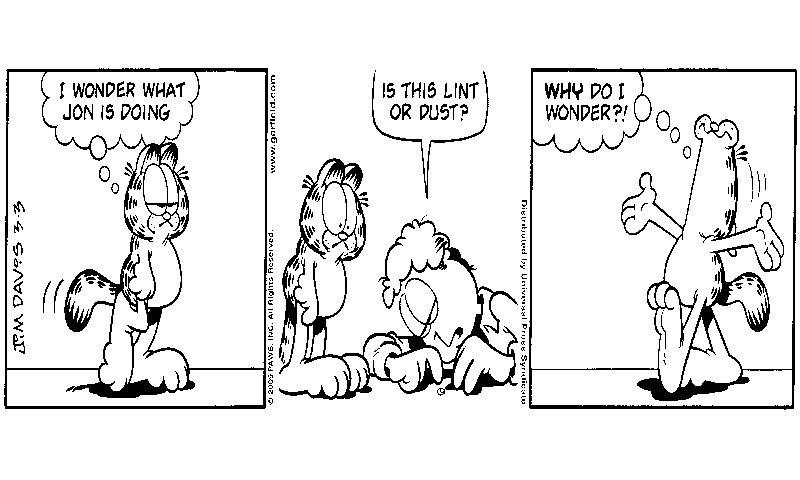 I WONDER WHAT
JON IS DOING
JIM DAVIS 3-3
© 2005 PAWS, INC. All Rights Reserved.
www.garfield.com
IS THIS LINT
OR DUST?
Distributed by Universal Press Syndicate
WHY DO I
WONDER?!